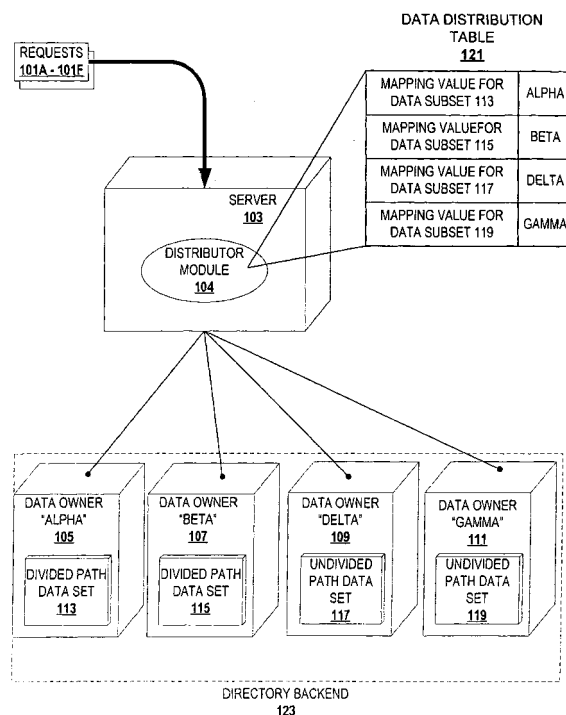 DATA DISTRIBUTION
TABLE
121
REQUESTS
101A - 101F
MAPPING VALUE FOR
DATA SUBSET 113
ALPHA
MAPPING VALUEFOR
DATA SUBSET 115
BETA
MAPPING VALUE FOR
DATA SUBSET 117
DELTA
MAPPING VALUE FOR
DATA SUBSET 119
GAMMA
SERVER
103
DISTRIBUTOR
MODULE
104
DATA OWNER
"ALPHA"
105
DIVIDED PATH
DATA SET
113
DATA OWNER
"BETA"
107
DIVIDED PATH
DATA SET
115
DATA OWNER
"DELTA"
109
UNDIVIDED
PATH DATA
SET
117
DATA OWNER
"GAMMA"
111
UNDIVIDED
PATH DATA
SET
119
DIRECTORY BACKEND
123